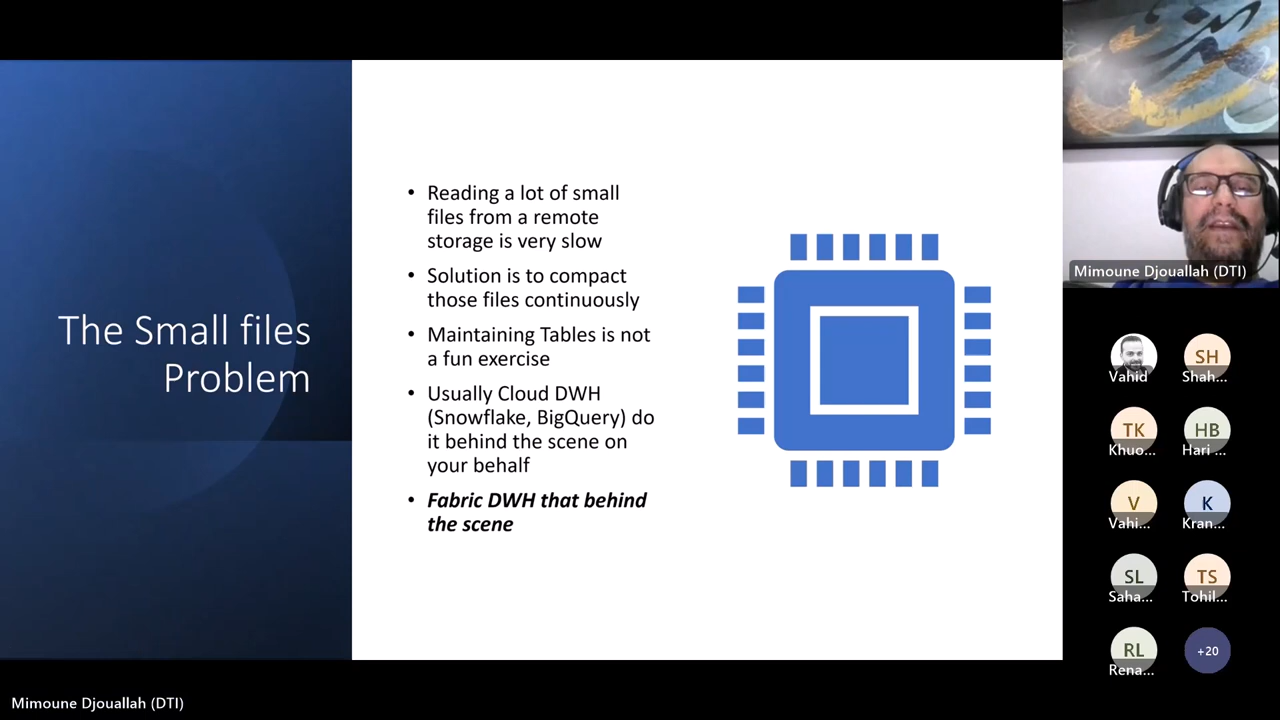 The Small files
Problem
• Reading a lot of small
files from a remote
storage is very slow
• Solution is to compact
those files continuously
• Maintaining Tables is not
a fun exercise
• Usually Cloud DWH
(Snowflake, BigQuery) do
it behind the scene on
your behalf
• Fabric DWH that behind
the scene
Mimoune Djouallah (DTI)
Vahid
SH
Shah...
TK
Khuo...
HB
Hari ...
V
Vahi...
K
Kran...
SL
Saha...
TS
Tohil...
RL
Rena...
+20
Mimoune Djouallah (DTI)